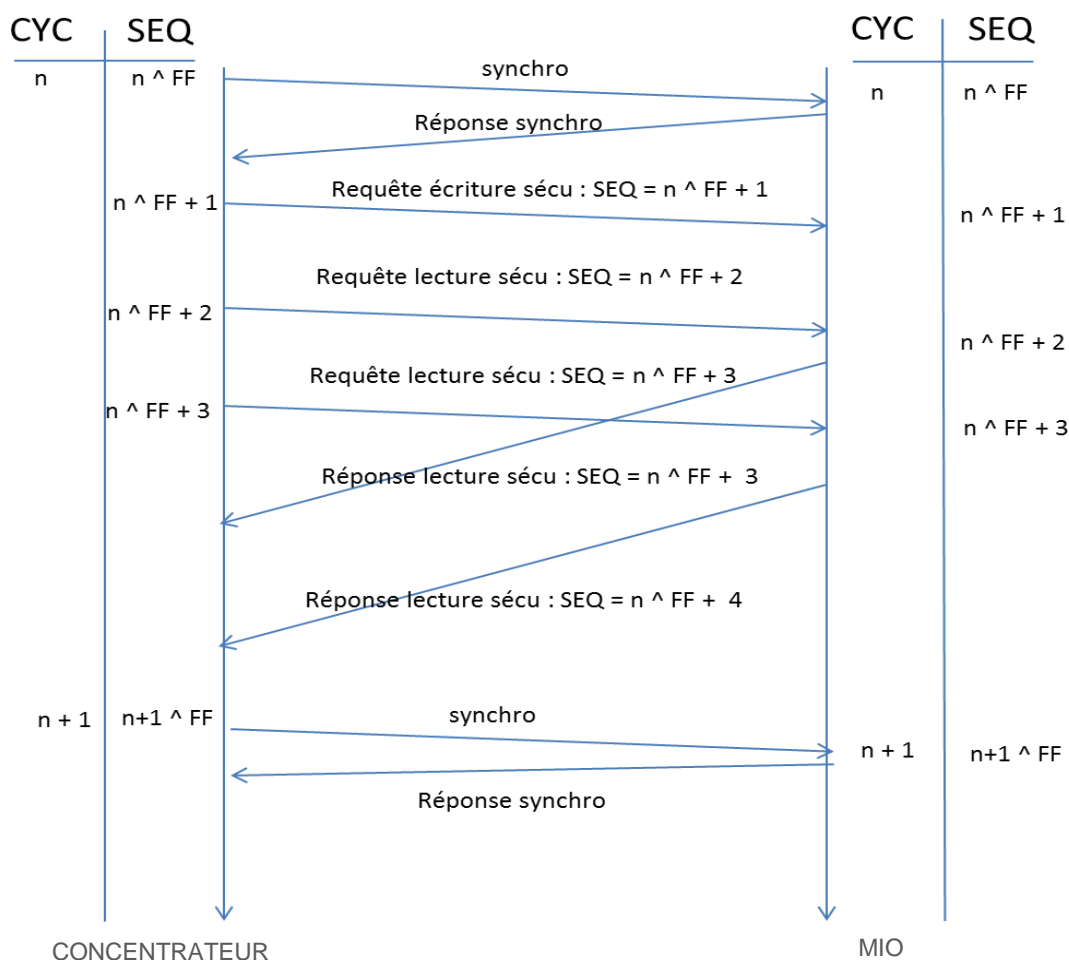 CYC SEQ CYC SEQ
n n ^ FF synchro n n ^ FF
Réponse synchro
n ^ FF + 1 Requête écriture sécu : SEQ = n ^ FF + 1 n ^ FF + 1
Requête lecture sécu : SEQ = n ^ FF + 2
n ^ FF + 2 n ^ FF + 2
Requête lecture sécu : SEQ = n ^ FF + 3
n ^ FF + 3 n ^ FF + 3
Réponse lecture sécu : SEQ = n ^ FF + 3
Réponse lecture sécu : SEQ = n ^ FF + 4
n + 1 n+1 ^ FF synchro n + 1 n+1 ^ FF
Réponse synchro
CONCENTRATEUR MIO